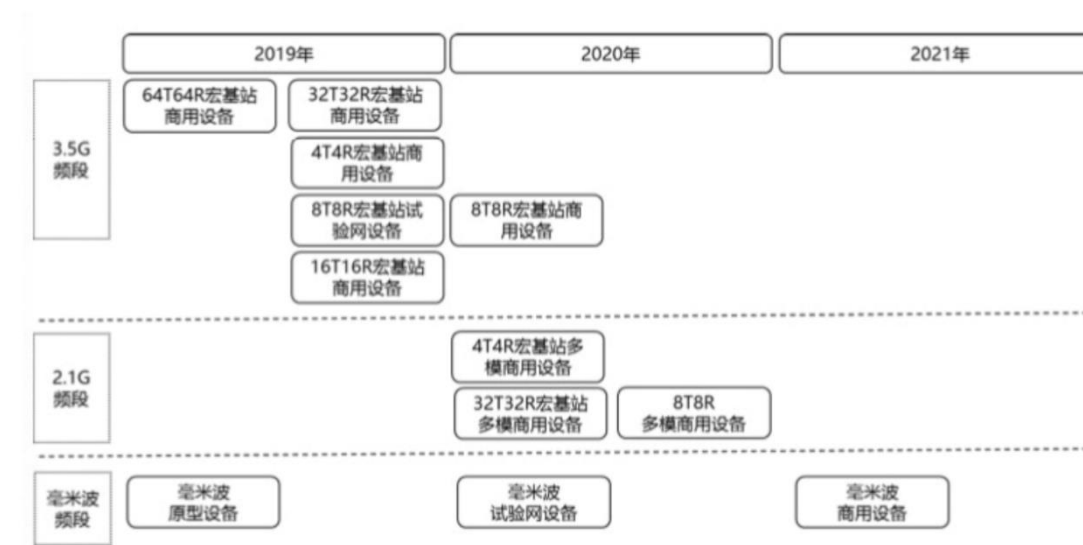 2019年
2020年
2021年
3.5G
频段
64T64R宏基站
商用设备
32T32R宏基站
商用设备
4T4R宏基站商
用设备
8T8R宏基站试
验网设备
8T8R宏基站商
用设备
16T16R宏基站
商用设备
2.1G
频段
4T4R宏基站多
模商用设备
32T32R宏基站
多模商用设备
8T8R
多模商用设备
毫米波
频段
毫米波
原型设备
毫米波
试验网设备
毫米波
商用设备